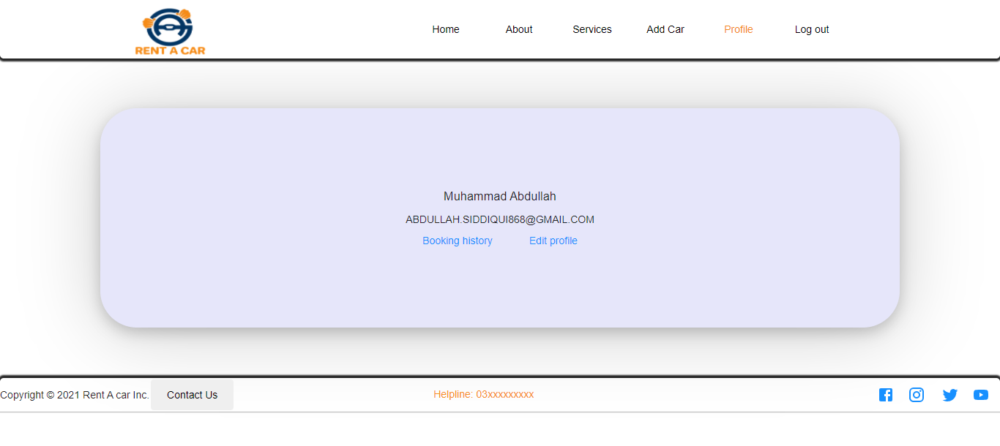 RENT A CAR
Home About Services Add Car Profile Log out
Muhammad Abdullah
ABDULLAH.SIDDIQUI868@GMAIL.COM
Booking history Edit profile
Copyright © 2021 Rent A car Inc. Contact Us Helpline: 03xxxxxxxxx